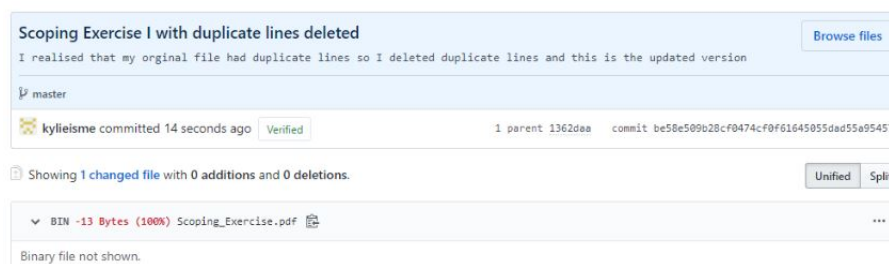 Scoping Exercise I with duplicate lines deleted
Browse files
I realised that my orginal file had duplicate lines so I deleted duplicate lines and this is the updated version
master
kylieisme committed 14 seconds ago Verified 1 parent 1362daa commit be58e509b28cf0474cf0f61645055dad55a9545
Showing 1 changed file with 0 additions and 0 deletions.
Unified Spli
BIN -13 Bytes (100%) Scoping_Exercise.pdf
Binary file not shown.